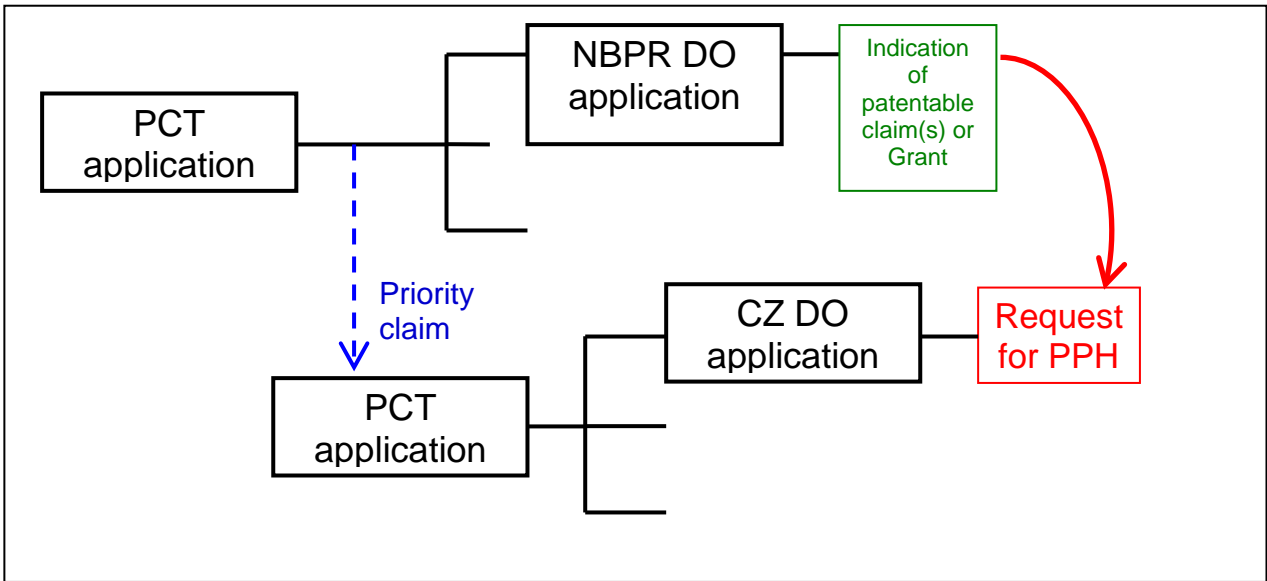 PCT
application
NBPR DO
application
Indication
of
patentable
claim(s) or
Grant
Priority
claim
PCT
application
CZ DO
application
Request
for PPH